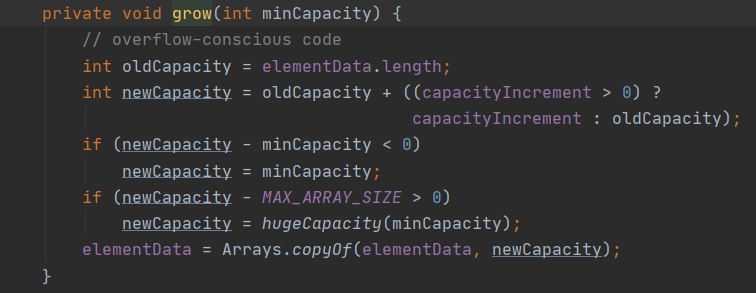 private void grow(int minCapacity) {
    // overflow-conscious code
    int oldCapacity = elementData.length;
    int newCapacity = oldCapacity + ((capacityIncrement > 0) ?
                                     capacityIncrement : oldCapacity);
    if (newCapacity - minCapacity < 0)
        newCapacity = minCapacity;
    if (newCapacity - MAX_ARRAY_SIZE > 0)
        newCapacity = hugeCapacity(minCapacity);
    elementData = Arrays.copyOf(elementData, newCapacity);
}